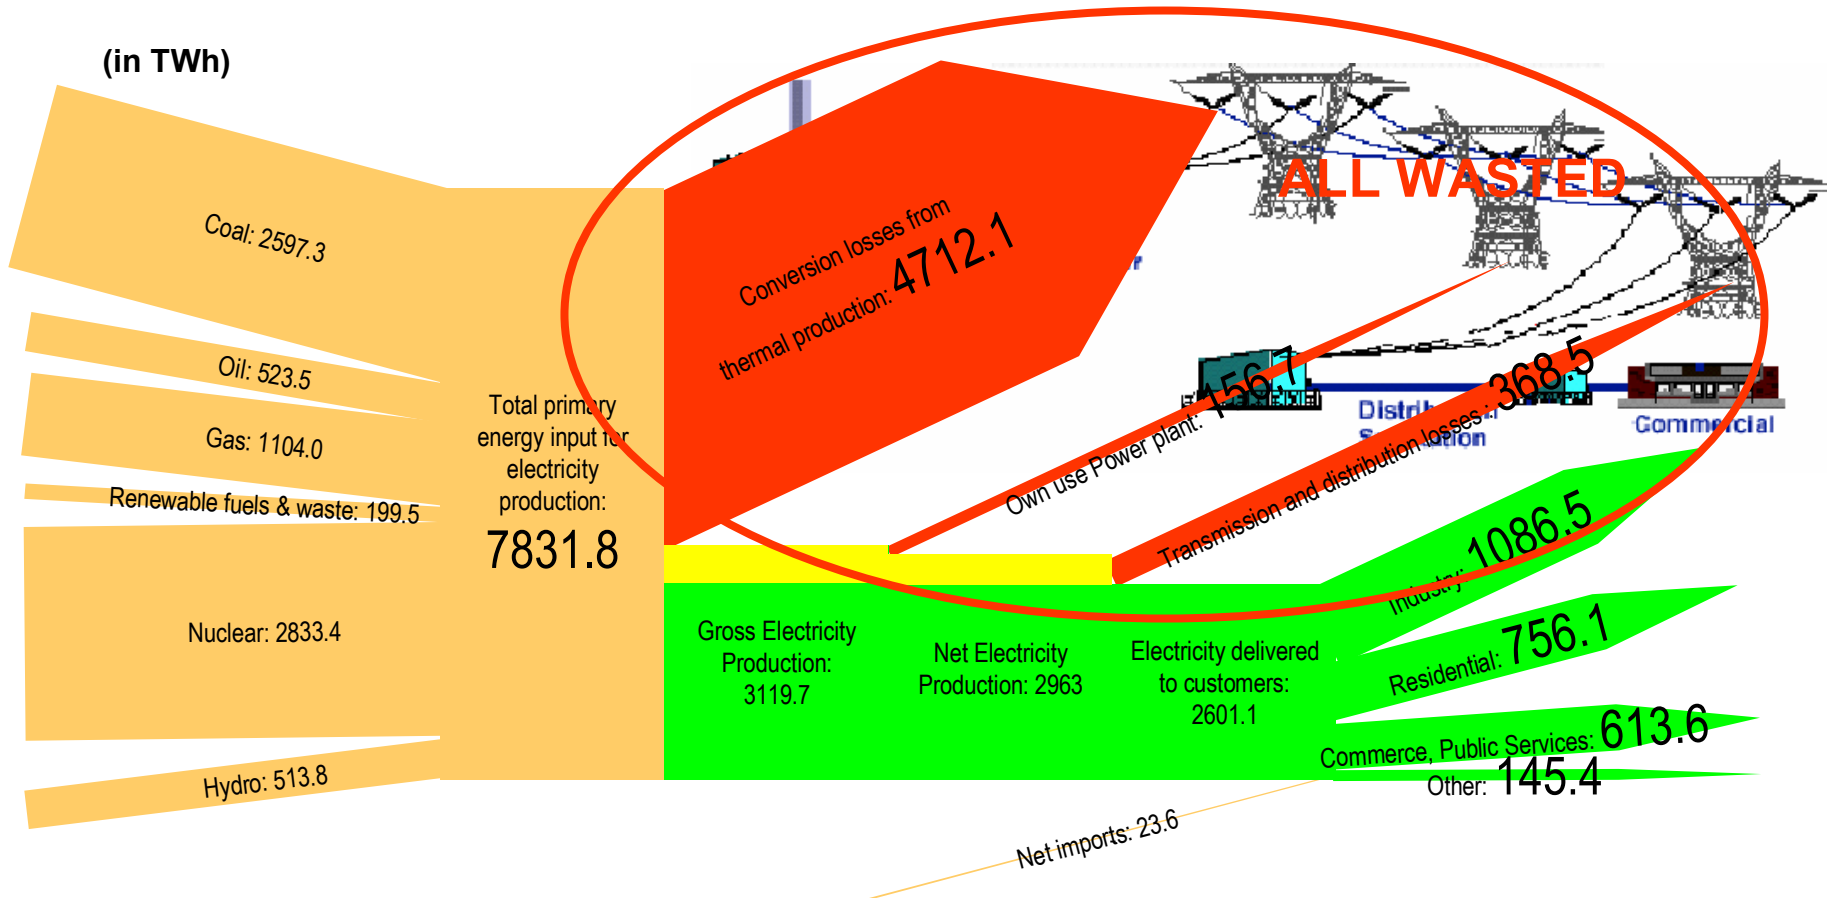 (in TWh)
ALL WASTED
Coal: 2597.3
Oil: 523.5
Gas: 1104.0
Renewable fuels & waste: 199.5
Nuclear: 2833.4
Hydro: 513.8
Total primary
energy input for
electricity
production:
7831.8
Conversion losses from
thermal production: 4712.1
Own use Power plant: 156.7
Transmission and distribution losses : 368.5
Commercial
Gross Electricity
Production:
3119.7
Net Electricity
Production: 2963
Electricity delivered
to customers:
2601.1
Industry: 1086.5
Residential: 756.1
Commerce, Public Services: 613.6
Other: 145.4
Net imports: 23.6